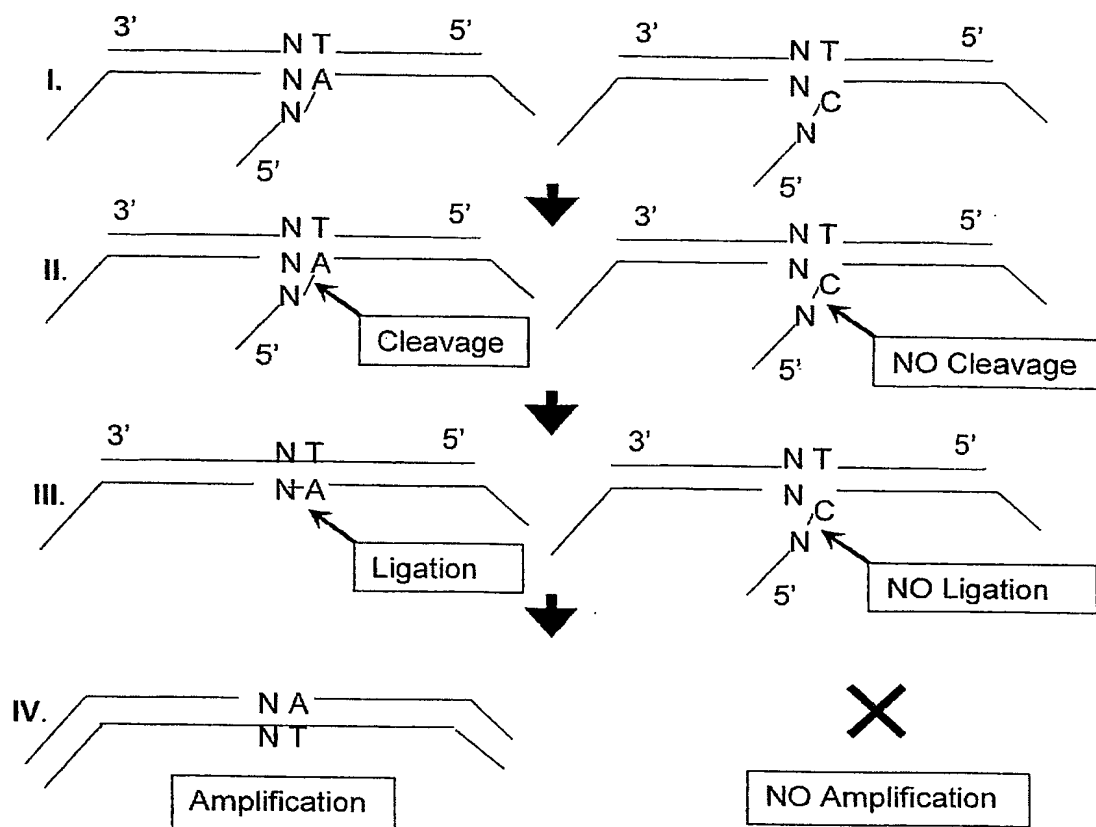 3’ N T 5’ 3’ N T 5’
I. N A N C
N N
5’ 5’
3’ N T 5’ 3’ N T 5’
II. N A N C
N N
5’ Cleavage 5’ NO Cleavage
3’ N T 5’ 3’ N T 5’
III. N A N C
N
Ligation 5’ NO Ligation
IV. N A
N T
Amplification NO Amplification